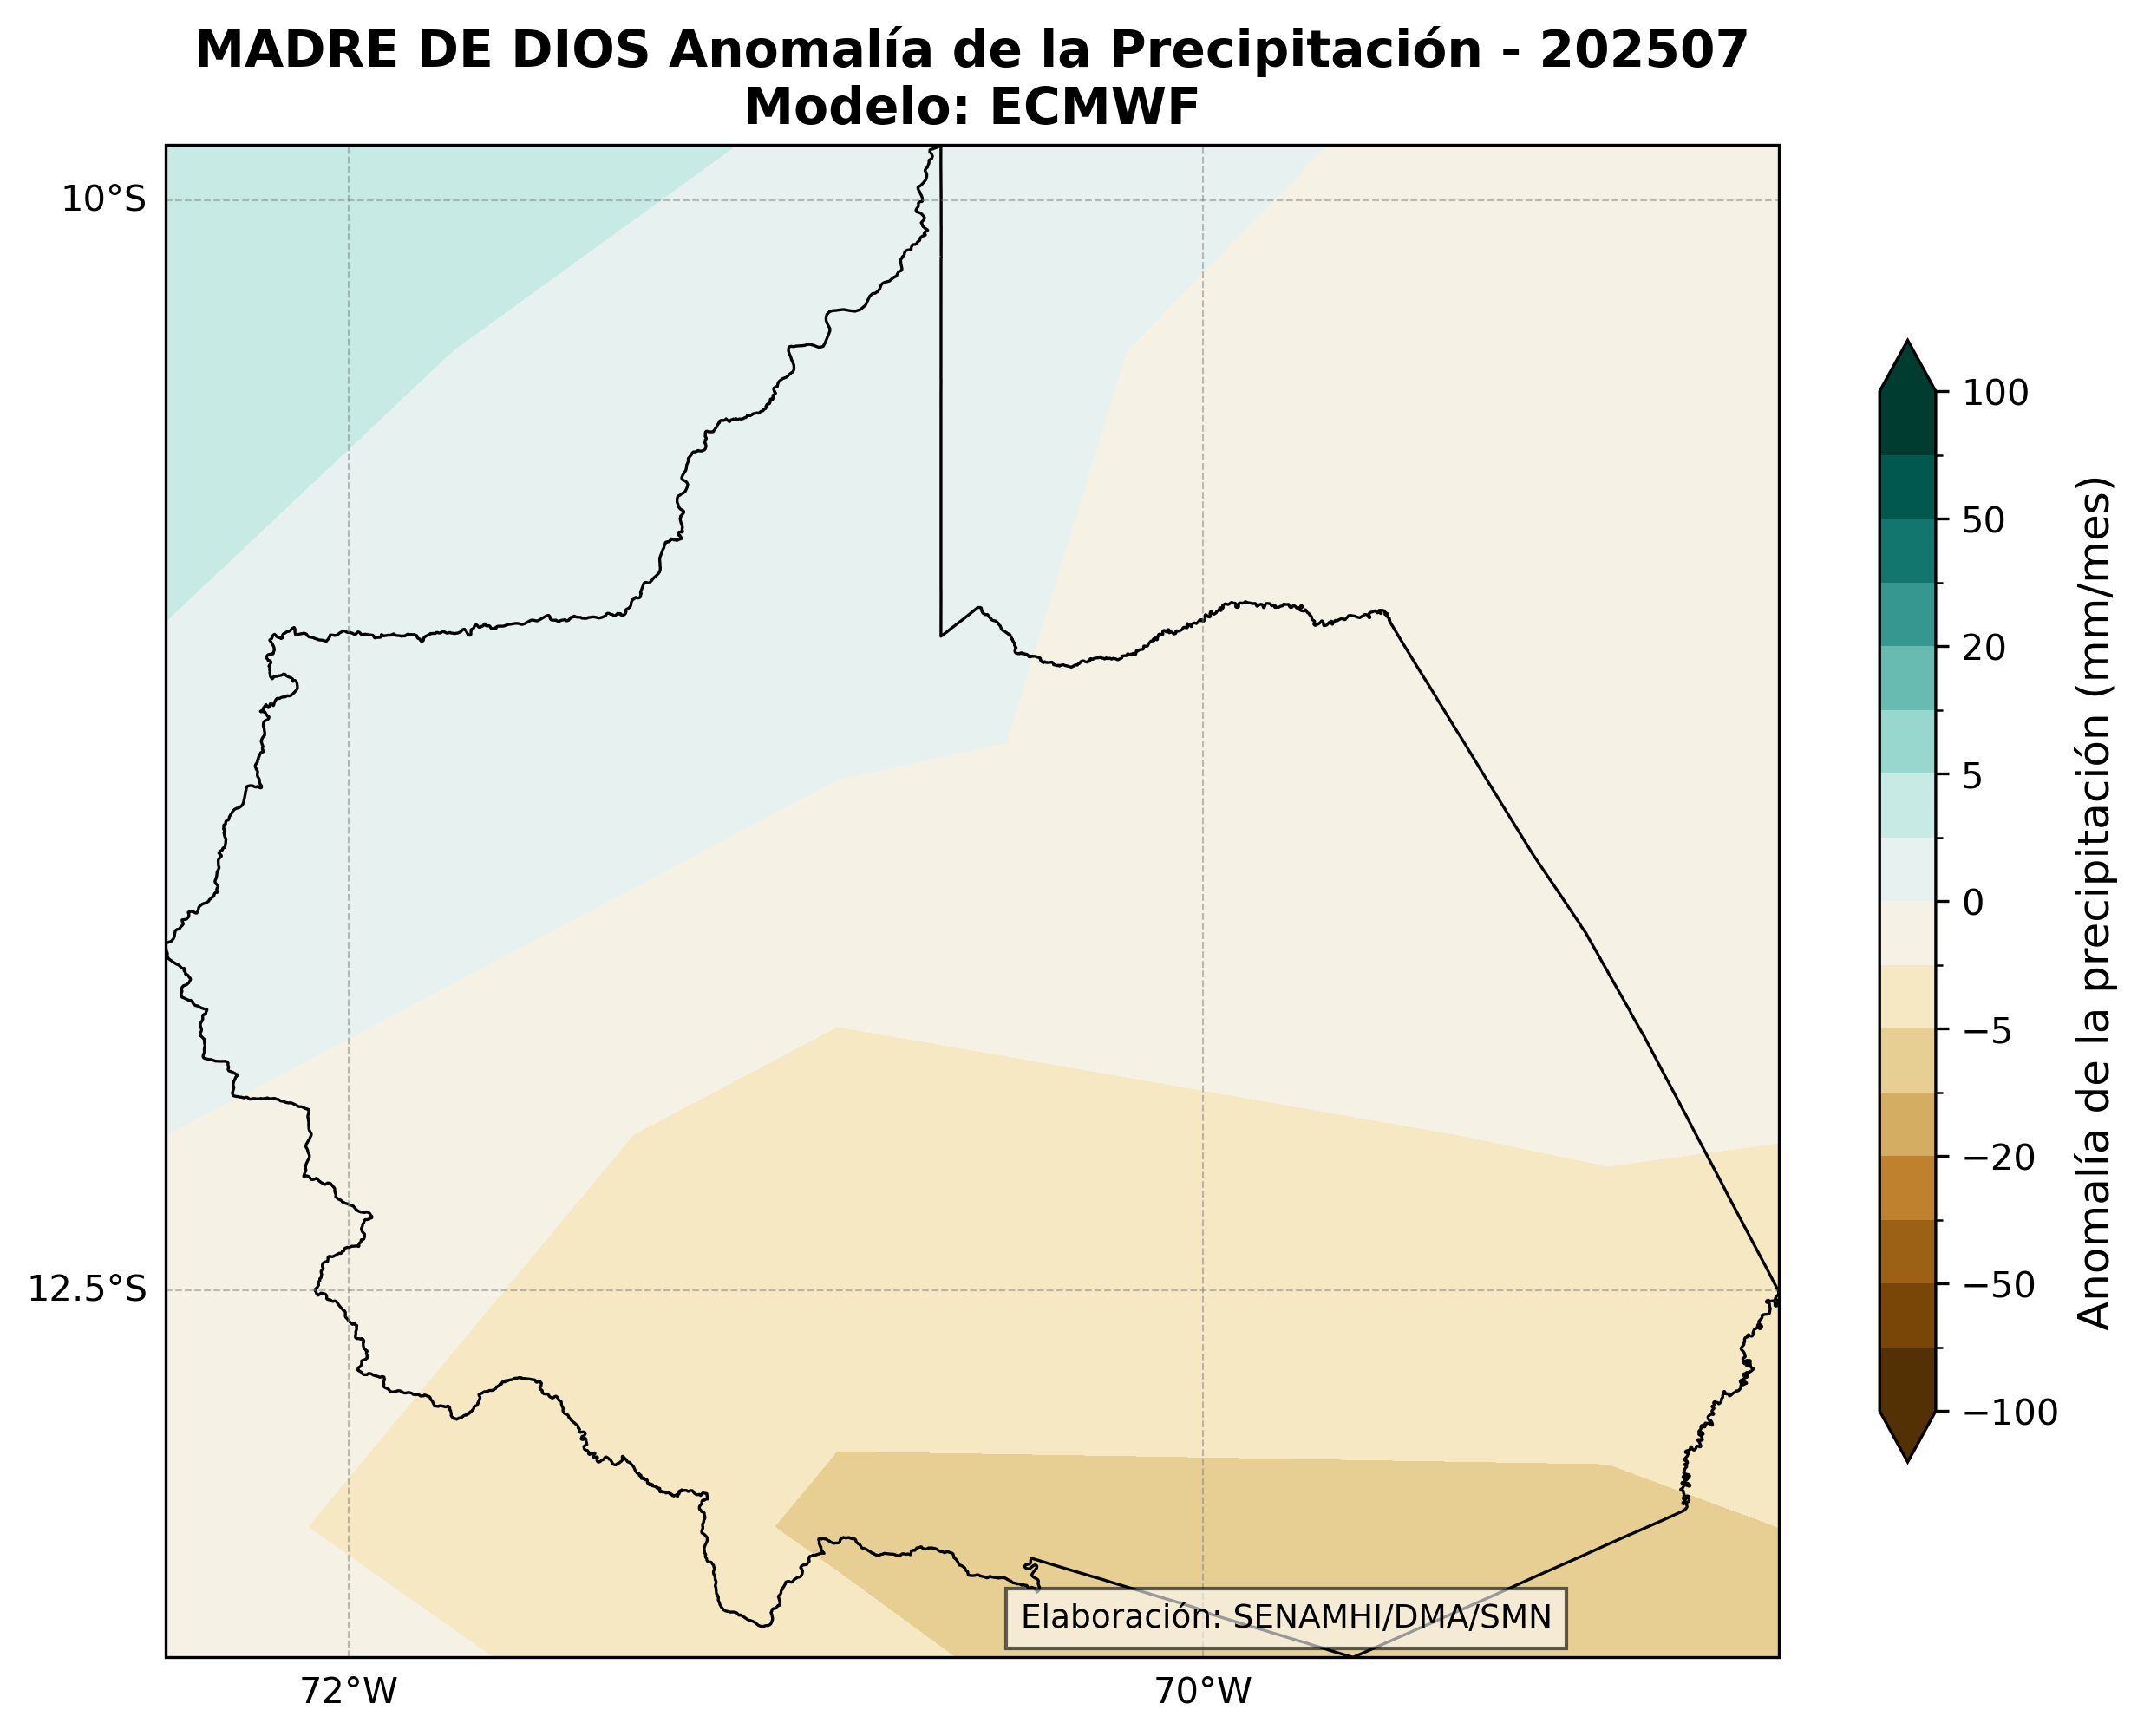 MADRE DE DIOS Anomalía de la Precipitación - 202507
Modelo: ECMWF
10°S
12.5°S
72°W
70°W
Elaboración: SENAMHI/DMA/SMN
100
50
20
5
0
−5
−20
−50
−100
Anomalía de la precipitación (mm/mes)